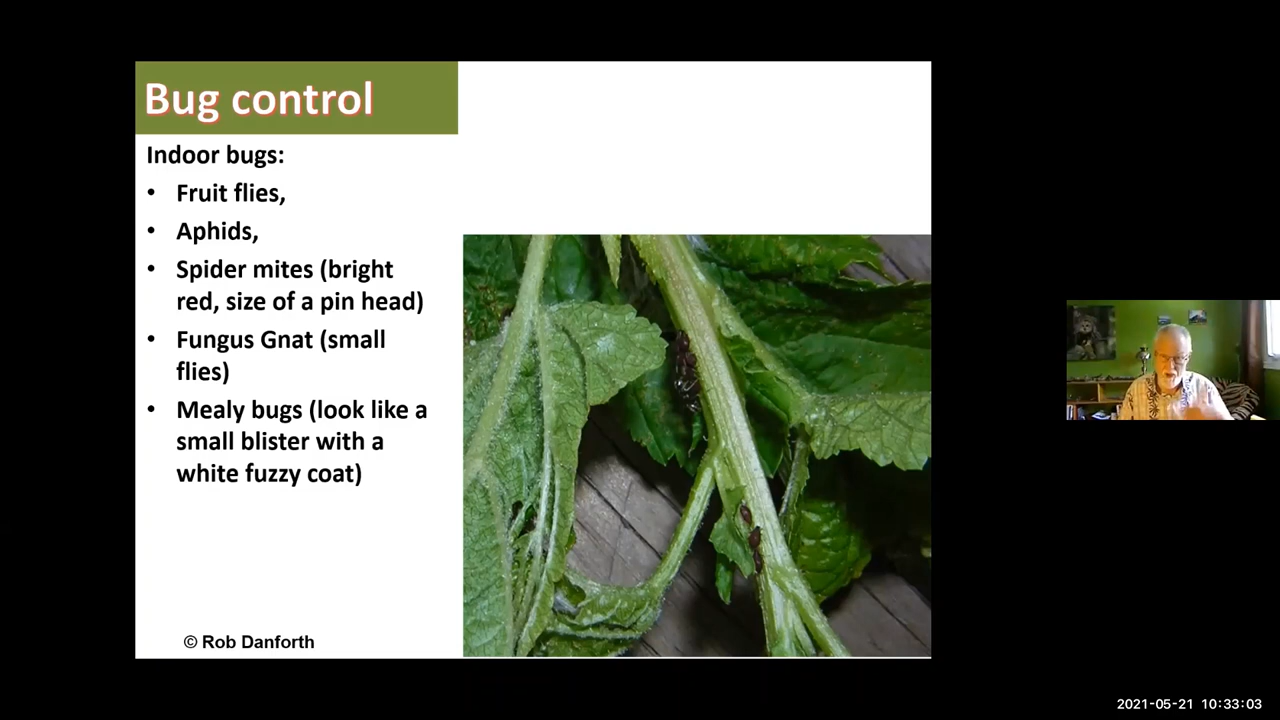 Bug control
Indoor bugs:
• Fruit flies,
• Aphids,
• Spider mites (bright
red, size of a pin head)
• Fungus Gnat (small
flies)
• Mealy bugs (look like a
small blister with a
white fuzzy coat)
© Rob Danforth
2021-05-21 10:33:03